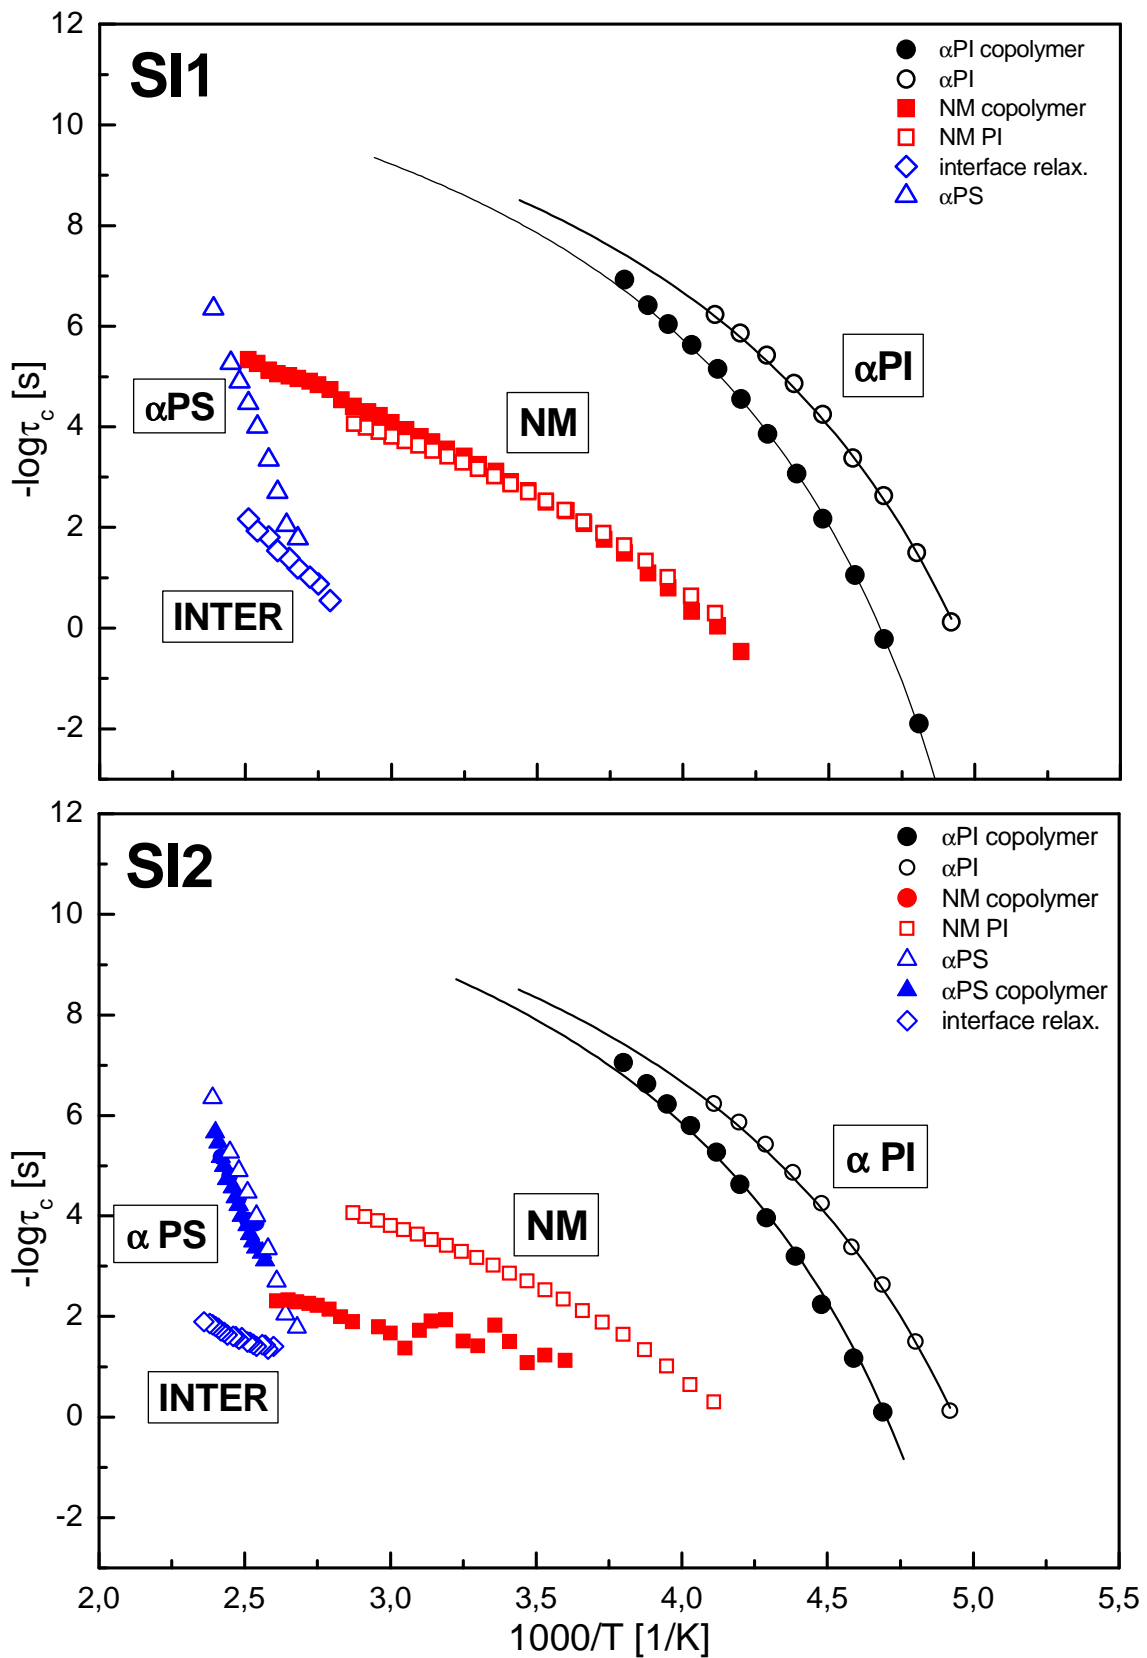 12
10
8
6
4
2
0
-2
-logτc [s]
SI1
αPI copolymer
αPI
NM copolymer
NM PI
interface relax.
αPS
αPI
αPS
NM
INTER
12
10
8
6
4
2
0
-2
-logτc [s]
SI2
αPI copolymer
αPI
NM copolymer
NM PI
αPS
αPS copolymer
interface relax.
α PI
NM
α PS
INTER
2,0 2,5 3,0 3,5 4,0 4,5 5,0 5,5
1000/T [1/K]